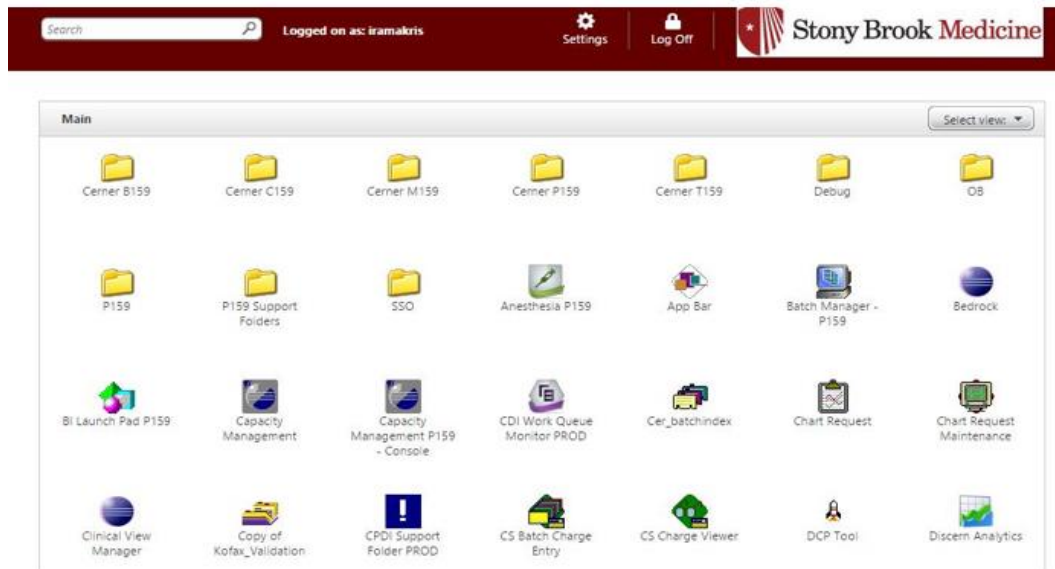 Search
Logged on as: iramakris
Settings
Log Off
Stony Brook Medicine
Main
Select view:
Cerner B159
Cerner C159
Cerner M159
Cerner P159
Cerner T159
Debug
OB
P159
P159 Support
Folders
SSO
Anesthesia P159
App Bar
Batch Manager -
P159
Bedrock
BI Launch Pad P159
Capacity
Management
Capacity
Management P159
- Console
CDI Work Queue
Monitor PROD
Cer_batchindex
Chart Request
Chart Request
Maintenance
Clinical View
Manager
Copy of
Kofax_Validation
CPDI Support
Folder PROD
CS Batch Charge
Entry
CS Charge Viewer
DCP Tool
Discern Analytics